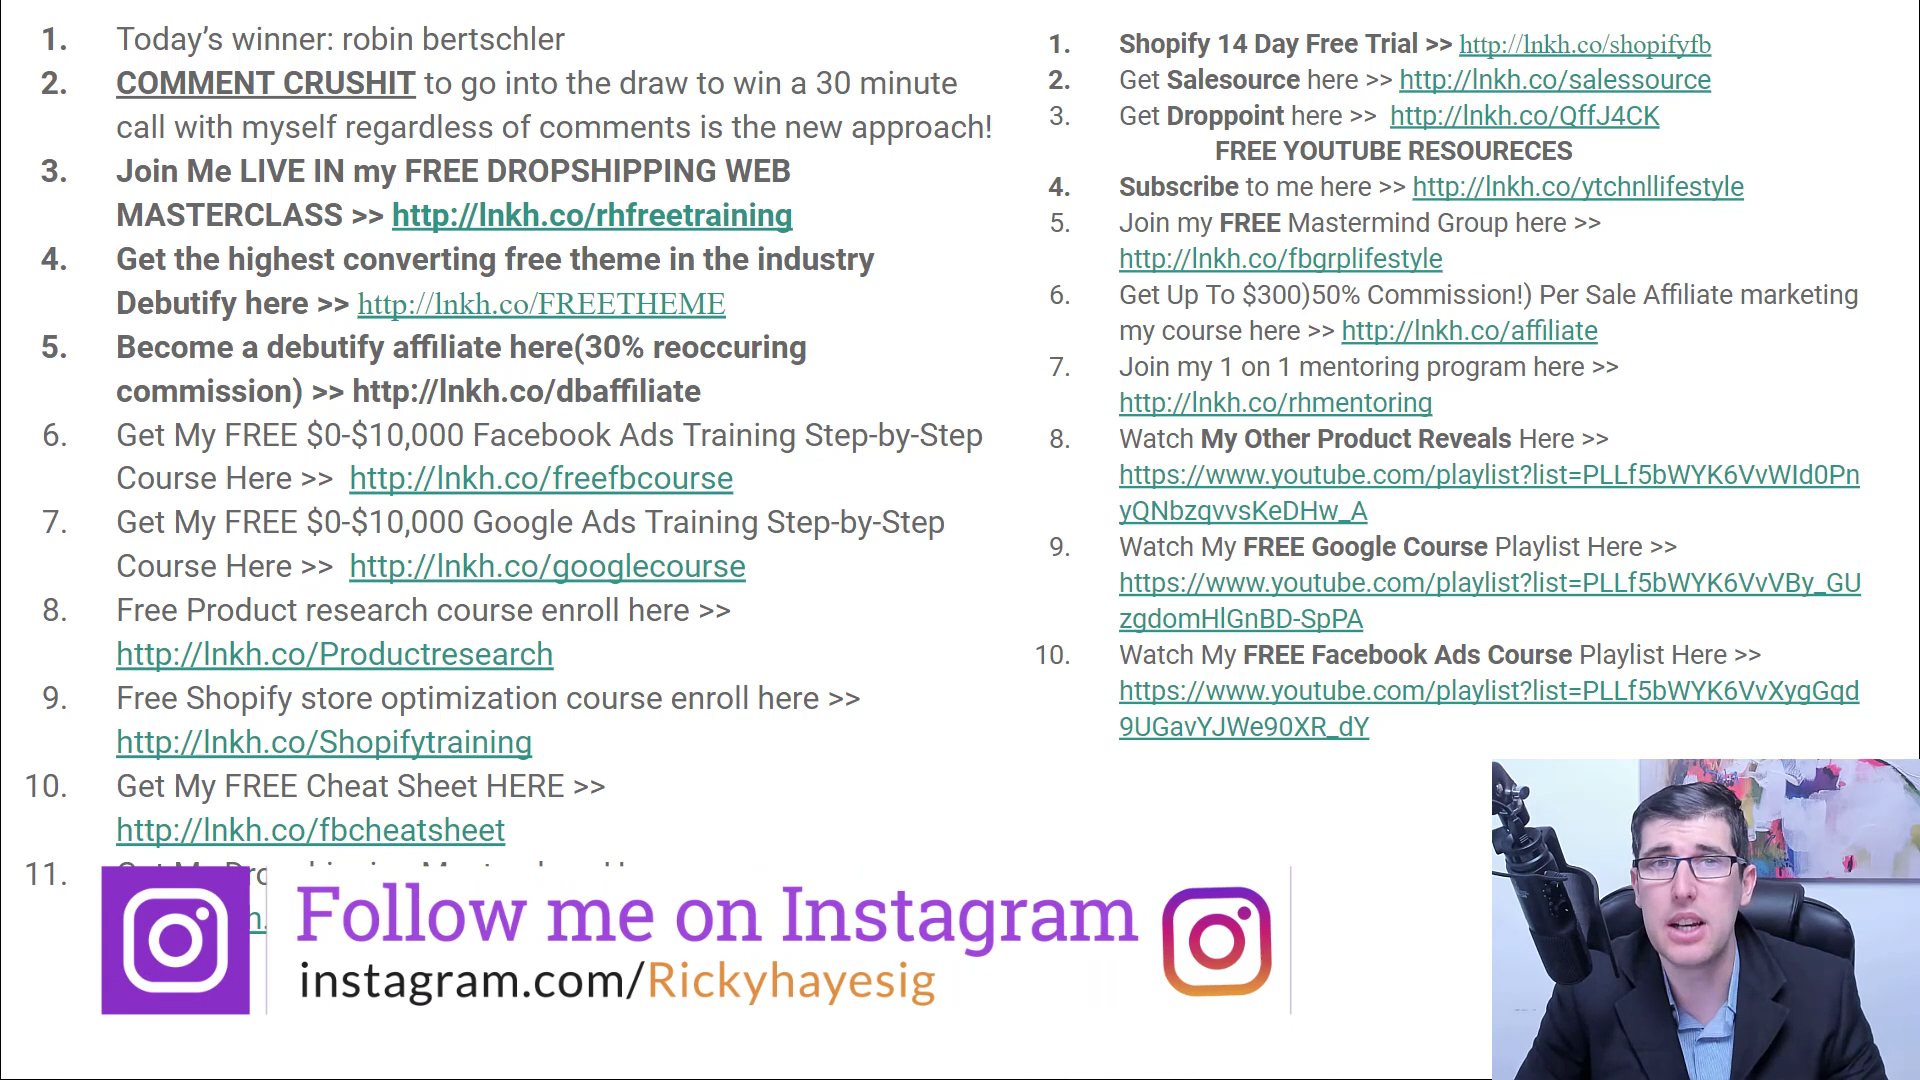 1. Today's winner: robin bertschler
2. COMMENT CRUSHIT to go into the draw to win a 30 minute
call with myself regardless of comments is the new approach!
3. Join Me LIVE IN my FREE DROPSHIPPING WEB
MASTERCLASS >> http://lnkh.co/rhfreetraining
4. Get the highest converting free theme in the industry
Debutify here >> http://lnkh.co/FREETHEME
5. Become a debutify affiliate here(30% reoccuring
commission) >> http://lnkh.co/dbaffiliate
6. Get My FREE $0-$10,000 Facebook Ads Training Step-by-Step
Course Here >> http://lnkh.co/freefbcourse
7. Get My FREE $0-$10,000 Google Ads Training Step-by-Step
Course Here >> http://lnkh.co/googlecourse
8. Free Product research course enroll here >>
http://lnkh.co/Productresearch
9. Free Shopify store optimization course enroll here >>
http://lnkh.co/Shopifytraining
10. Get My FREE Cheat Sheet HERE >>
http://lnkh.co/fbcheatsheet
11.
1. Shopify 14 Day Free Trial >> http://lnkh.co/shopifyfb
2. Get Salesource here >> http://lnkh.co/salessource
3. Get Droppoint here >> http://lnkh.co/QffJ4CK
FREE YOUTUBE RESOURECES
4. Subscribe to me here >> http://lnkh.co/ytchnllifestyle
5. Join my FREE Mastermind Group here >>
http://lnkh.co/fbgrplifestyle
6. Get Up To $300)50% Commission!) Per Sale Affiliate marketing
my course here >> http://lnkh.co/affiliate
7. Join my 1 on 1 mentoring program here >>
http://lnkh.co/rhmentoring
8. Watch My Other Product Reveals Here >>
https://www.youtube.com/playlist?list=PLLf5bWYK6VvWId0Pn
yQNbzqvvsKeDHw_A
9. Watch My FREE Google Course Playlist Here >>
https://www.youtube.com/playlist?list=PLLf5bWYK6VvVBy_GU
zgdomHlGnBD-SpPA
10. Watch My FREE Facebook Ads Course Playlist Here >>
https://www.youtube.com/playlist?list=PLLf5bWYK6VvXygGqd
9UGavYJWe90XR_dY
Follow me on Instagram
instagram.com/Rickyhayesig